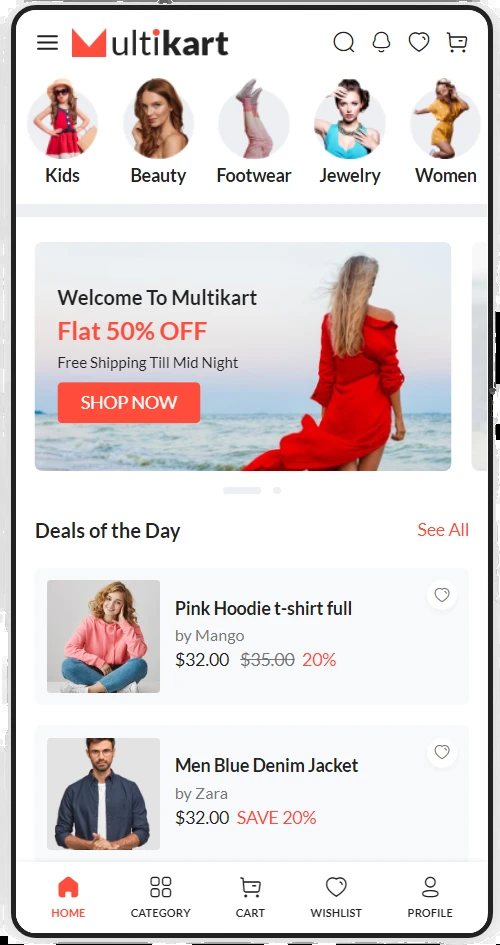 Multikart
Kids Beauty Footwear Jewelry Women
Welcome To Multikart
Flat 50% OFF
Free Shipping Till Mid Night
SHOP NOW
Deals of the Day See All
Pink Hoodie t-shirt full
by Mango
$32.00 $35.00 20%
Men Blue Denim Jacket
by Zara
$32.00 SAVE 20%
HOME CATEGORY CART WISHLIST PROFILE